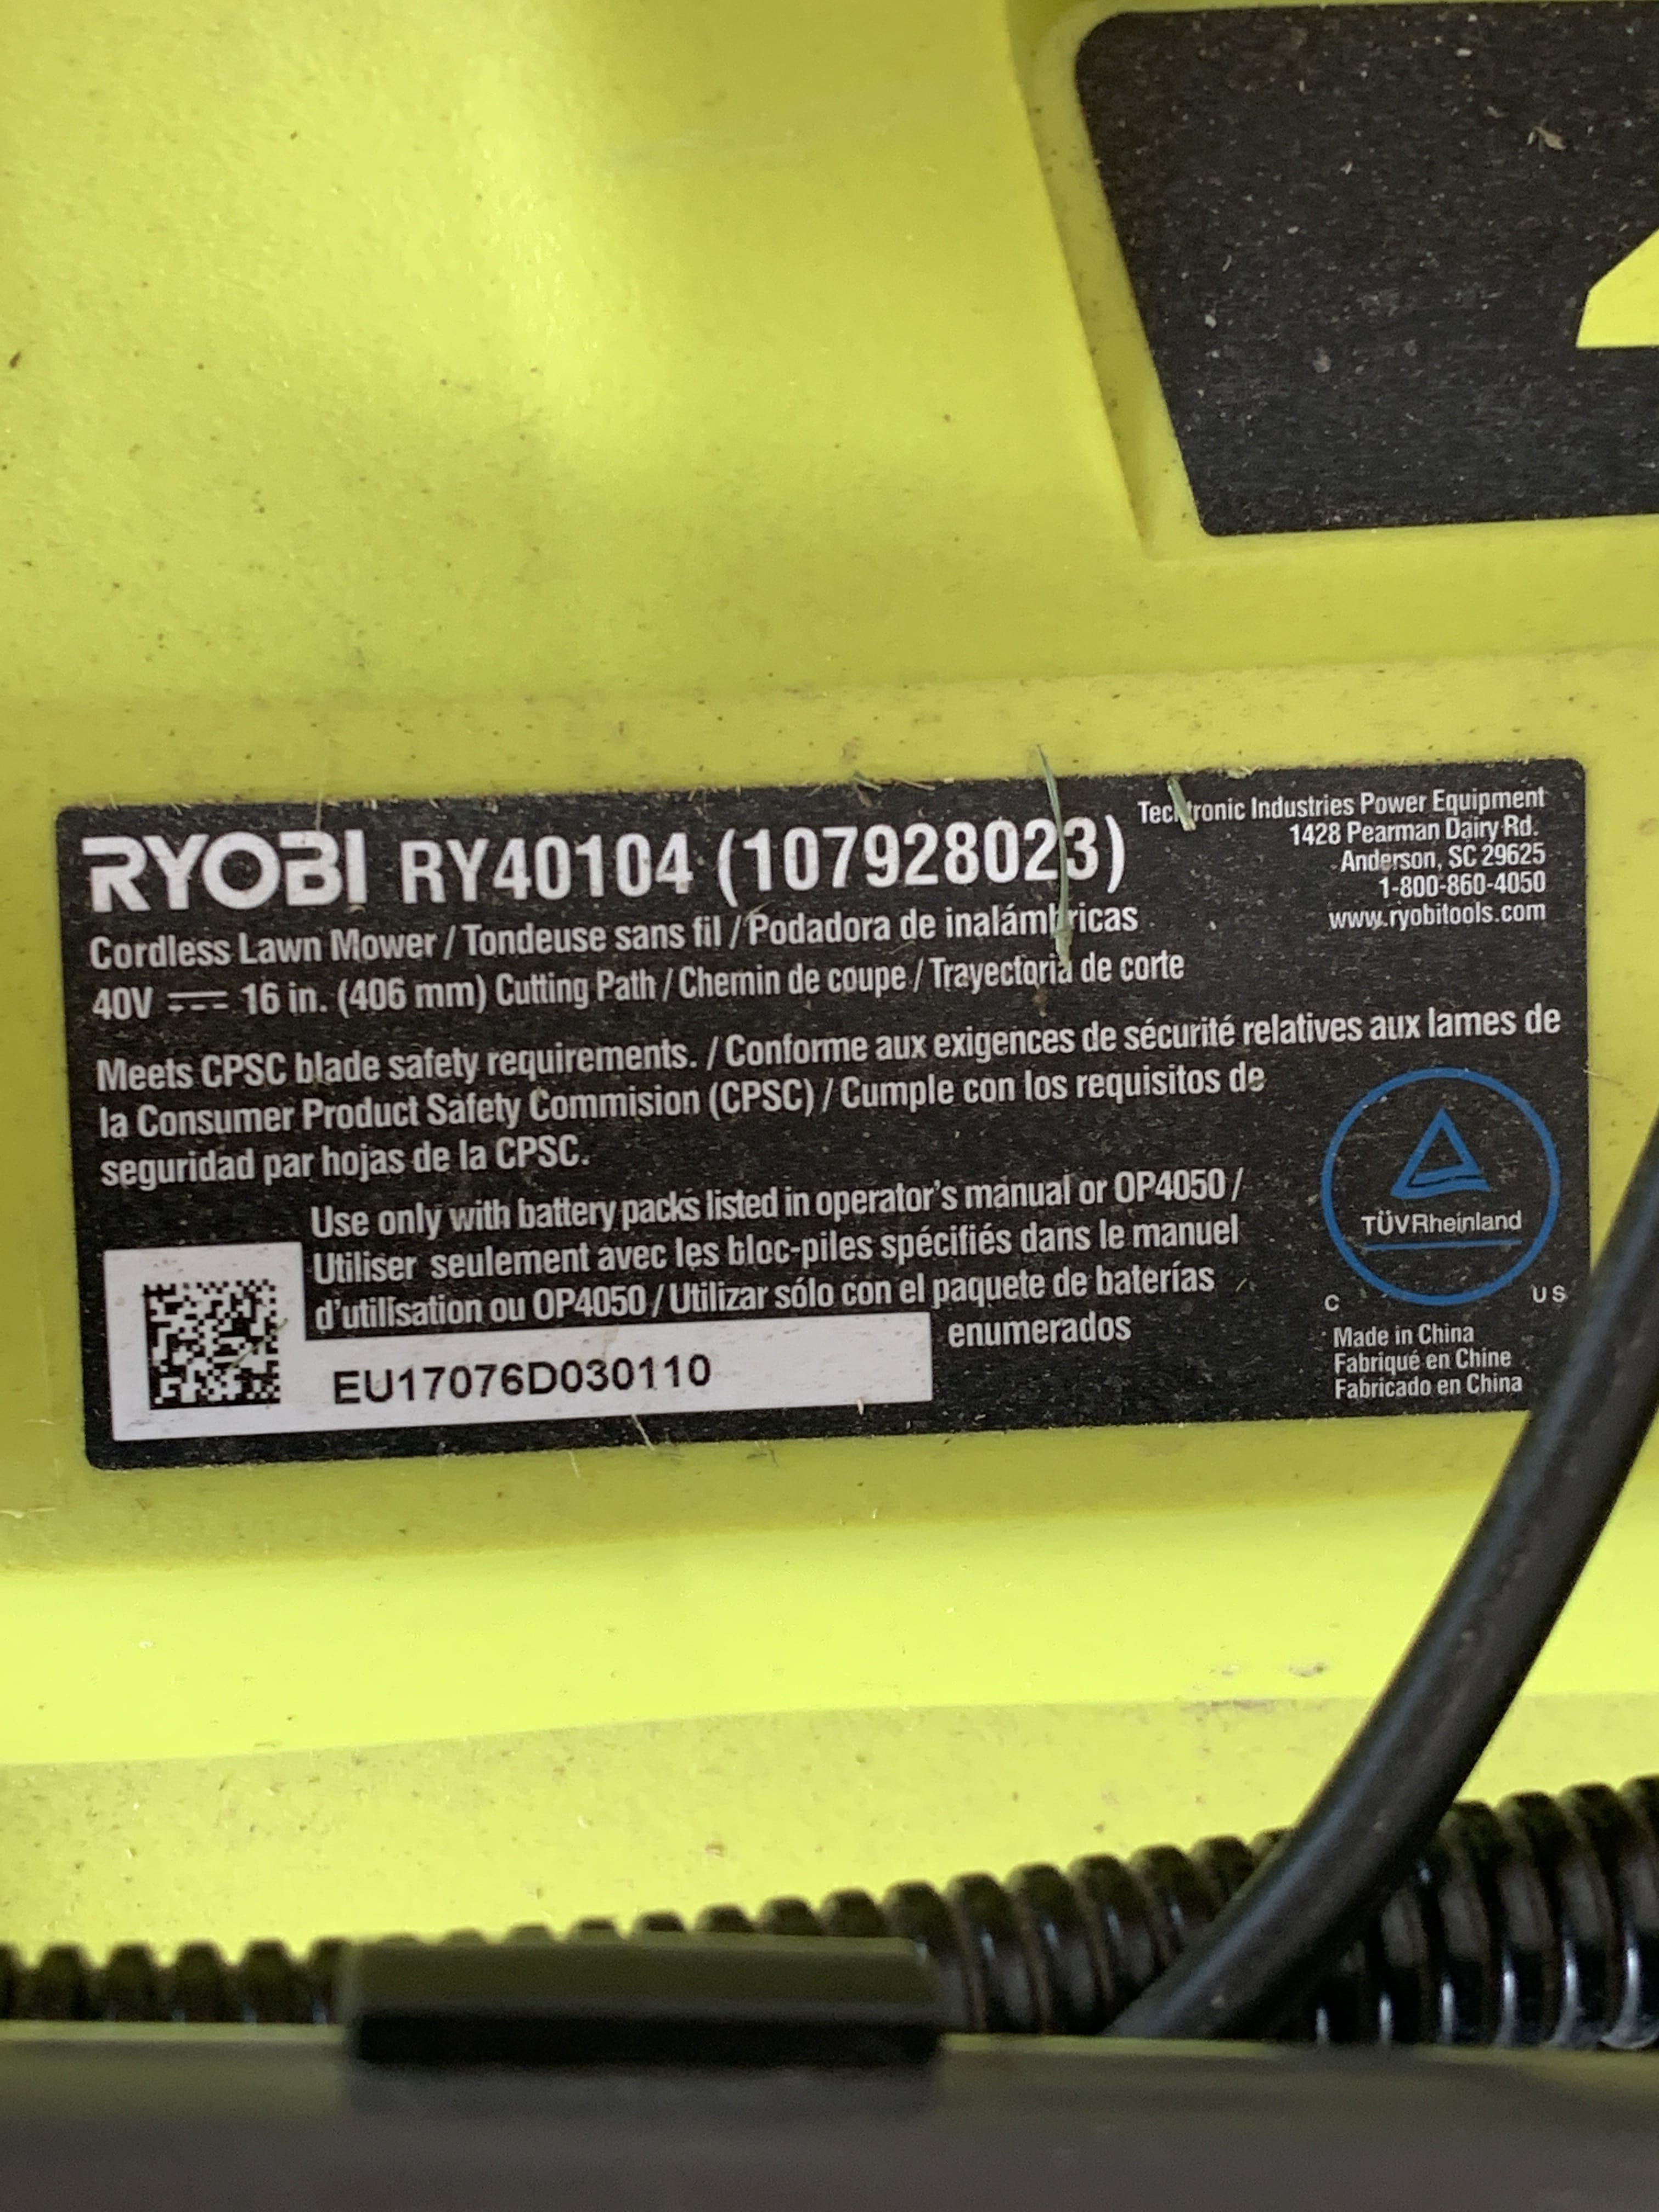 RYOBI RY40104 (107928023)
Techtronic Industries Power Equipment
1428 Pearman Dairy Rd.
Anderson, SC 29625
1-800-860-4050
www.ryobitools.com
Cordless Lawn Mower / Tondeuse sans fil / Podadora de inalámbricas
40V ⎓ 16 in. (406 mm) Cutting Path / Chemin de coupe / Trayectoria de corte
Meets CPSC blade safety requirements. / Conforme aux exigences de sécurité relatives aux lames de
la Consumer Product Safety Commision (CPSC) / Cumple con los requisitos de
seguridad par hojas de la CPSC.
Use only with battery packs listed in operator's manual or OP4050 /
Utiliser seulement avec les bloc-piles spécifiés dans le manuel
d'utilisation ou OP4050 / Utilizar sólo con el paquete de baterías
enumerados
EU17076D030110
TÜVRheinland
C US
Made in China
Fabriqué en Chine
Fabricado en China